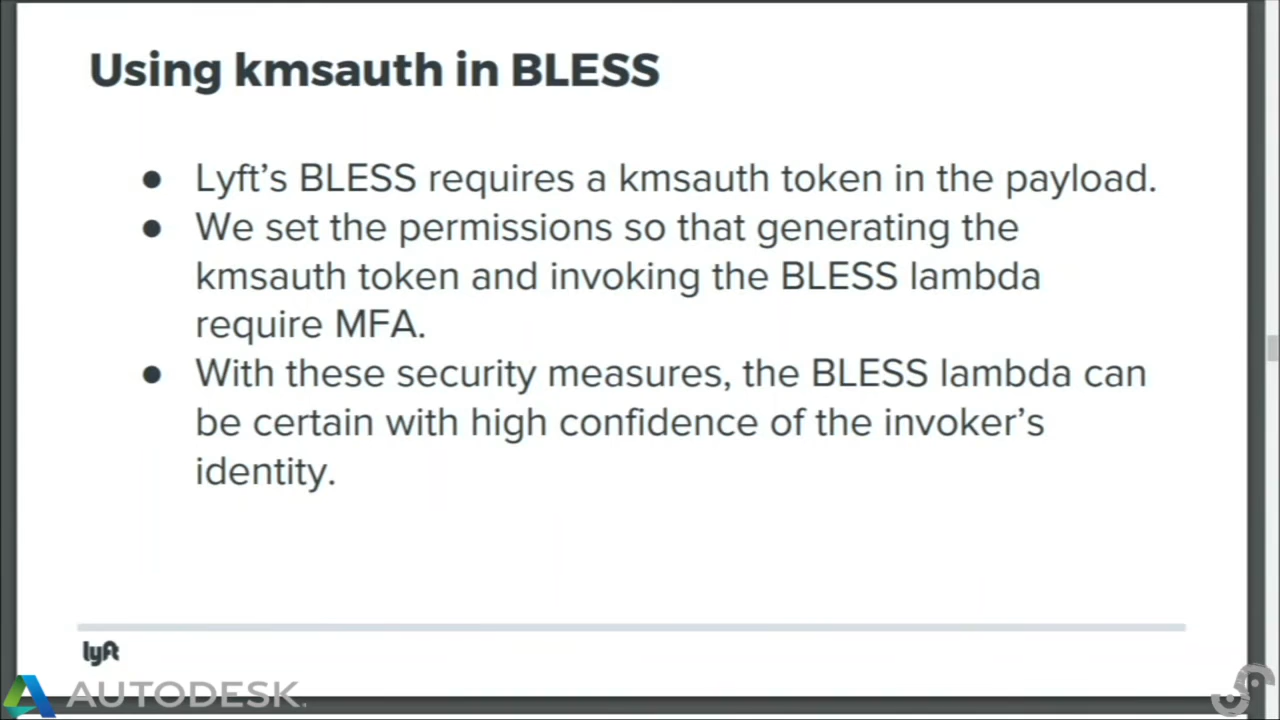 Using kmsauth in BLESS
● Lyft's BLESS requires a kmsauth token in the payload.
● We set the permissions so that generating the
kmsauth token and invoking the BLESS lambda
require MFA.
● With these security measures, the BLESS lambda can
be certain with high confidence of the invoker's
identity.
lyft
AUTODESK.